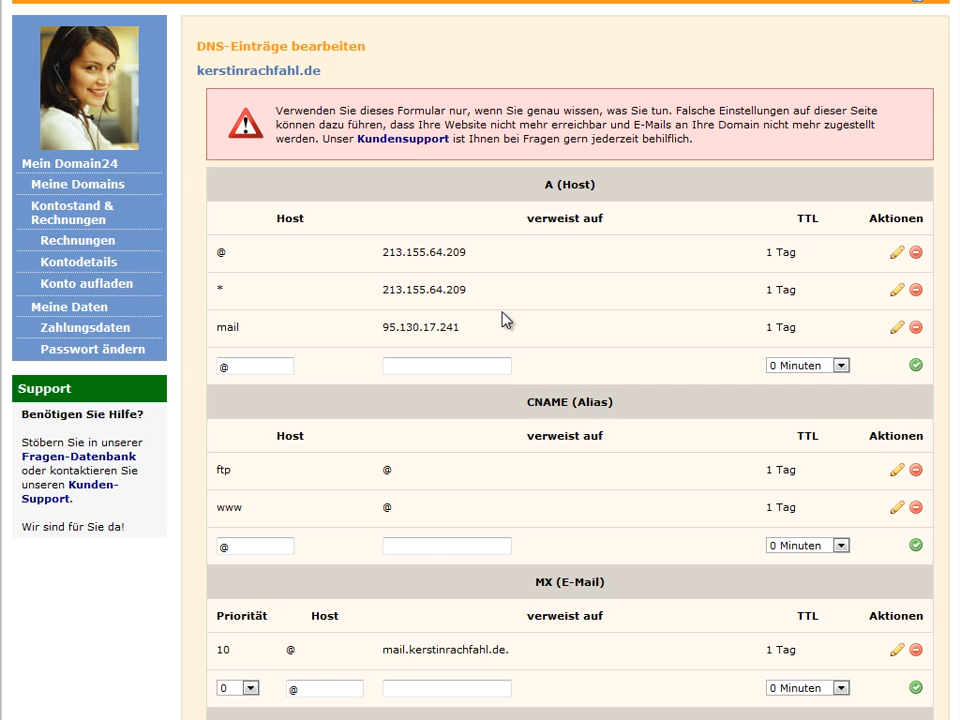 Mein Domain24
Meine Domains
Kontostand &
Rechnungen
Rechnungen
Kontodetails
Konto aufladen
Meine Daten
Zahlungsdaten
Passwort ändern
Support
Benötigen Sie Hilfe?
Stöbern Sie in unserer
Fragen-Datenbank
oder kontaktieren Sie
unseren Kunden-
Support.
Wir sind für Sie da!
DNS-Einträge bearbeiten
kerstinrachfahl.de
Verwenden Sie dieses Formular nur, wenn Sie genau wissen, was Sie tun. Falsche Einstellungen auf dieser Seite
können dazu führen, dass Ihre Website nicht mehr erreichbar und E-Mails an Ihre Domain nicht mehr zugestellt
werden. Unser Kundensupport ist Ihnen bei Fragen gern jederzeit behilflich.
A (Host)
Host verweist auf TTL Aktionen
@ 213.155.64.209 1 Tag
* 213.155.64.209 1 Tag
mail 95.130.17.241 1 Tag
@ 0 Minuten
CNAME (Alias)
Host verweist auf TTL Aktionen
ftp @ 1 Tag
www @ 1 Tag
@ 0 Minuten
MX (E-Mail)
Priorität Host verweist auf TTL Aktionen
10 @ mail.kerstinrachfahl.de. 1 Tag
0 @ 0 Minuten